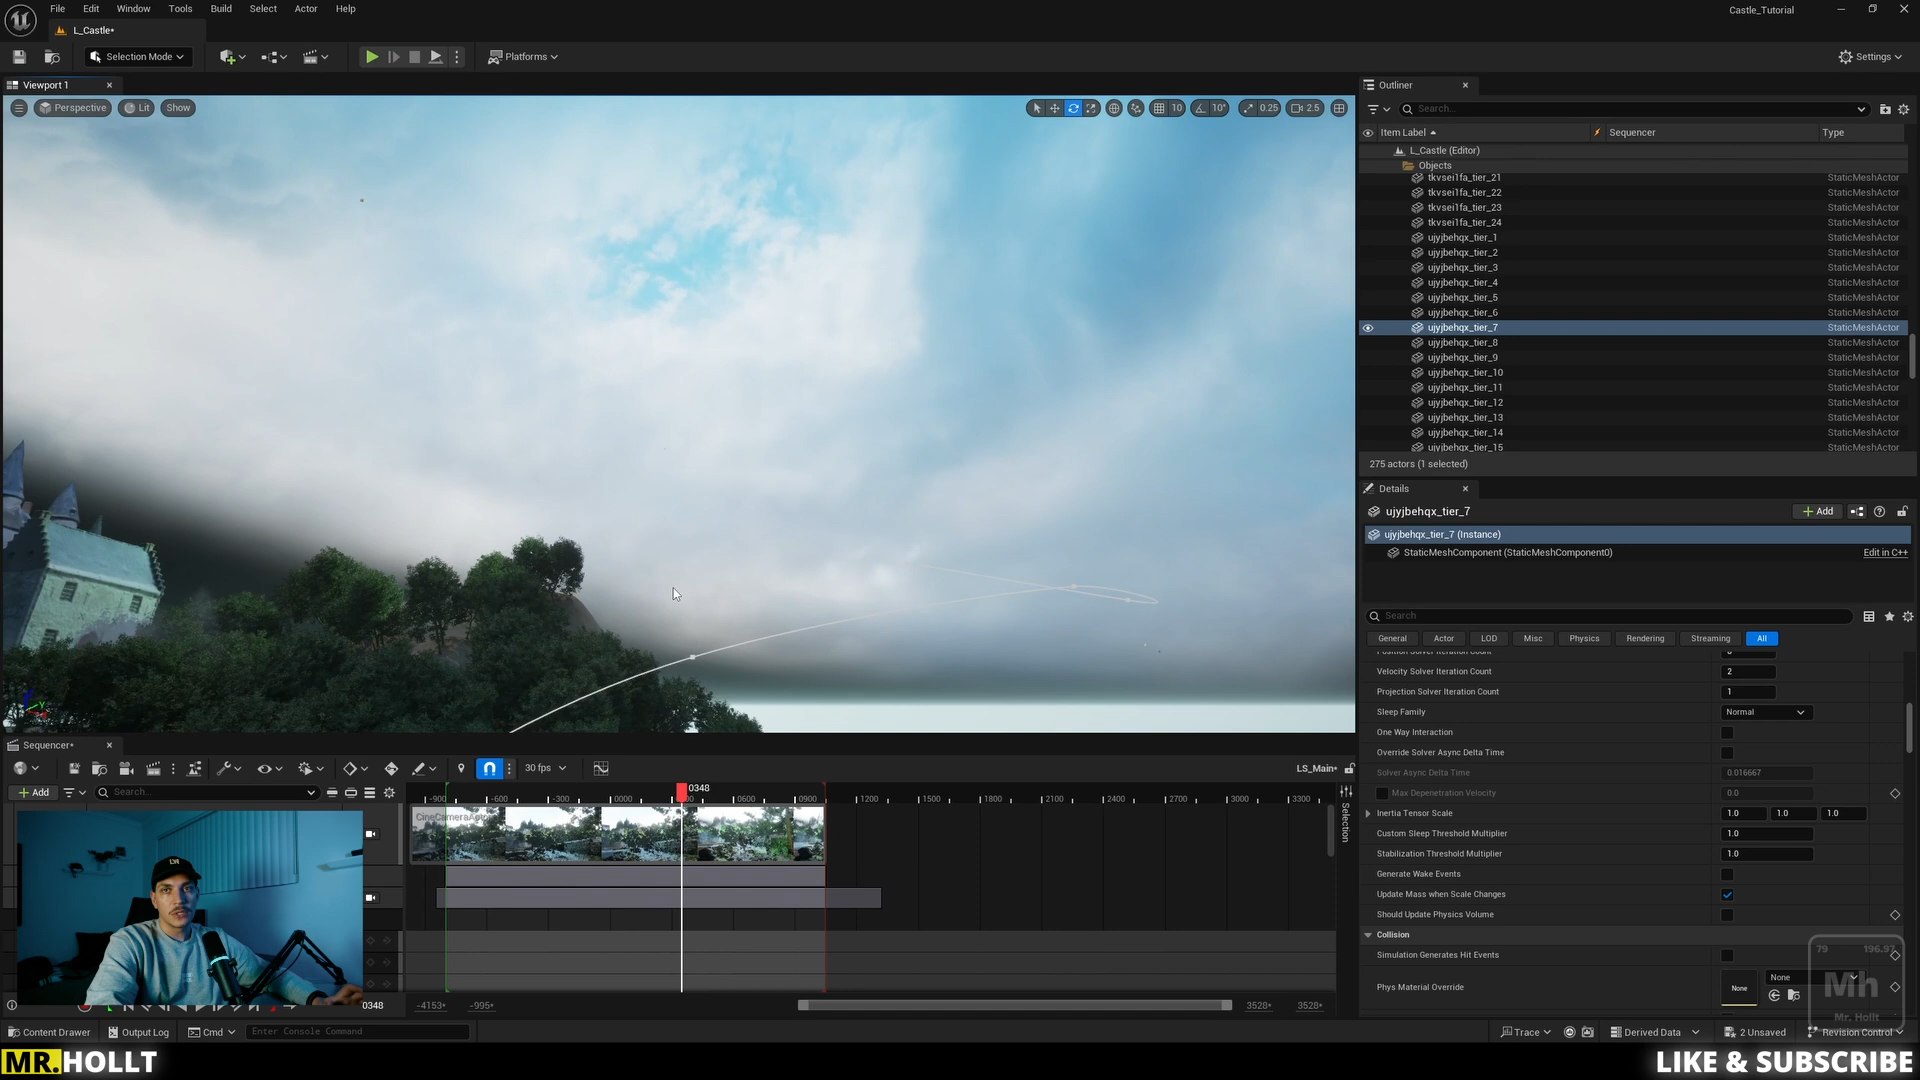 File Edit Window Tools Build Select Actor Help
Castle_Tutorial
L_Castle*
Selection Mode
Platforms
Settings
Viewport 1
Perspective Lit Show
10 10° 0.25 2.5
Outliner
Search...
Item Label Sequencer Type
L_Castle (Editor)
Objects
tkvsei1fa_tier_21 StaticMeshActor
tkvsei1fa_tier_22 StaticMeshActor
tkvsei1fa_tier_23 StaticMeshActor
tkvsei1fa_tier_24 StaticMeshActor
ujyjbehqx_tier_1 StaticMeshActor
ujyjbehqx_tier_2 StaticMeshActor
ujyjbehqx_tier_3 StaticMeshActor
ujyjbehqx_tier_4 StaticMeshActor
ujyjbehqx_tier_5 StaticMeshActor
ujyjbehqx_tier_6 StaticMeshActor
ujyjbehqx_tier_7 StaticMeshActor
ujyjbehqx_tier_8 StaticMeshActor
ujyjbehqx_tier_9 StaticMeshActor
ujyjbehqx_tier_10 StaticMeshActor
ujyjbehqx_tier_11 StaticMeshActor
ujyjbehqx_tier_12 StaticMeshActor
ujyjbehqx_tier_13 StaticMeshActor
ujyjbehqx_tier_14 StaticMeshActor
ujyjbehqx_tier_15 StaticMeshActor
275 actors (1 selected)
Details
ujyjbehqx_tier_7
Add
ujyjbehqx_tier_7 (Instance)
StaticMeshComponent (StaticMeshComponent0) Edit in C++
Search
General Actor LOD Misc Physics Rendering Streaming All
Position Solver Iteration Count
Velocity Solver Iteration Count 2
Projection Solver Iteration Count 1
Sleep Family Normal
One Way Interaction
Override Solver Async Delta Time
Solver Async Delta Time 0.016667
Max Depenetration Velocity 0.0
Inertia Tensor Scale 1.0 1.0 1.0
Custom Sleep Threshold Multiplier 1.0
Stabilization Threshold Multiplier 1.0
Generate Wake Events
Update Mass when Scale Changes
Should Update Physics Volume
Collision
Simulation Generates Hit Events
Phys Material Override None None
79 196.97
Mh
Mr. Hollt
Sequencer*
30 fps
LS_Main*
Add
Search...
0348
-900 -600 -300 0000 0600 0900 1200 1500 1800 2100 2400 2700 3000 3300
CineCameraActor
Selection
0348 -4153* -995* 3528* 3528*
Content Drawer Output Log Cmd Enter Console Command
Trace Derived Data 2 Unsaved Revision Control
MR.HOLLT
LIKE & SUBSCRIBE